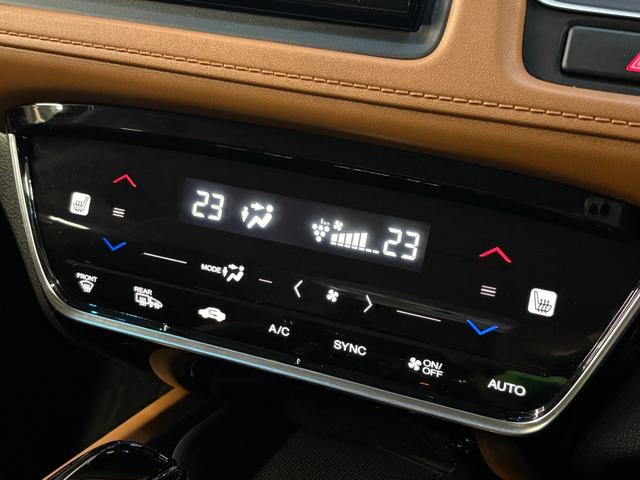 23 23
MODE
FRONT
REAR
A/C
SYNC
ON/
OFF
AUTO